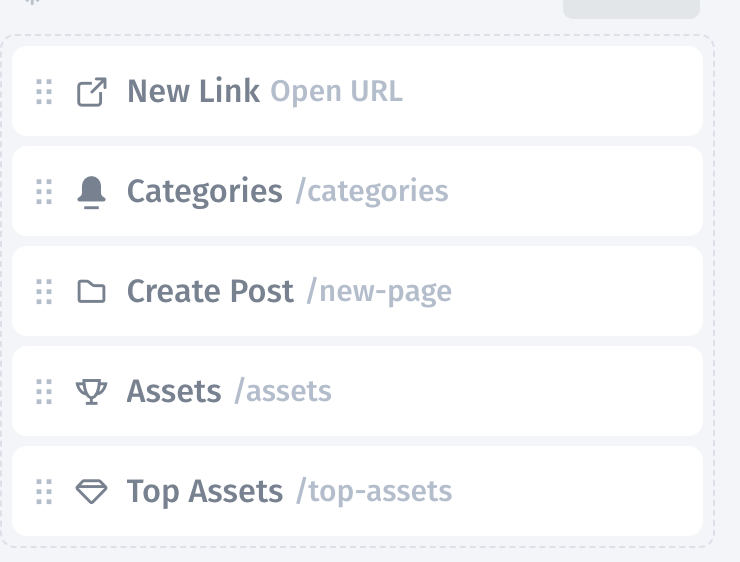 New Link Open URL
Categories /categories
Create Post /new-page
Assets /assets
Top Assets /top-assets